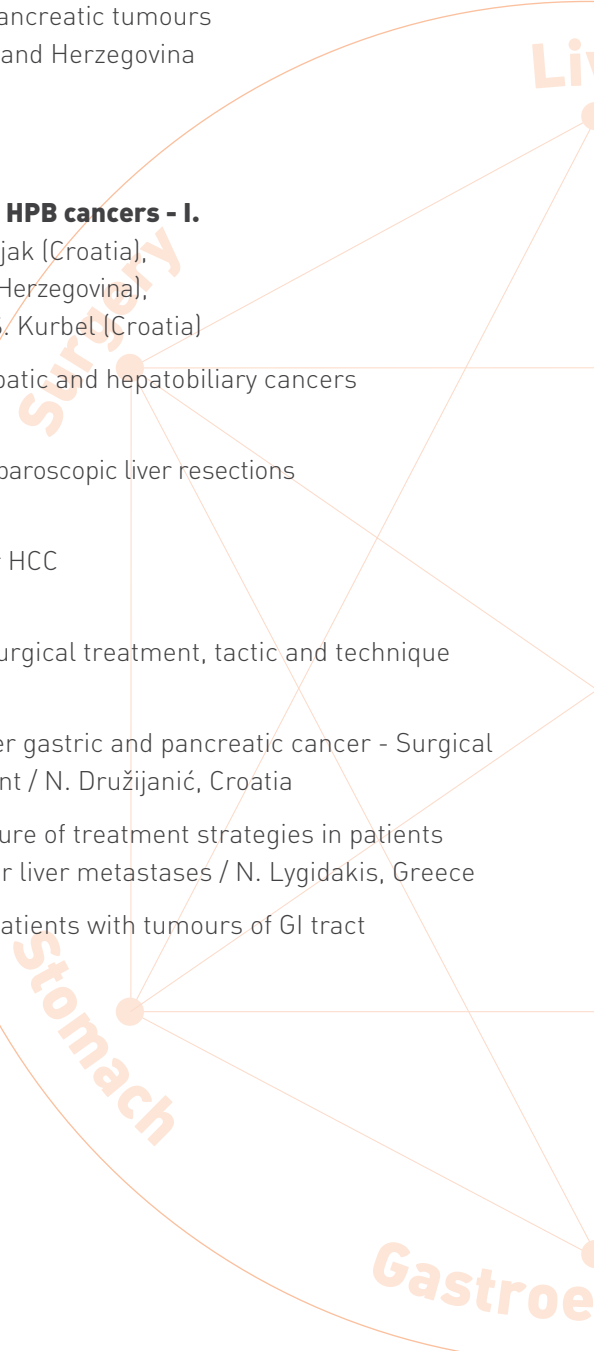 ancreatic tumours
and Herzegovina
Liv
HPB cancers - I.
jak (Croatia),
Herzegovina),
. Kurbel (Croatia)
Surgery
patic and hepatobiliary cancers
paroscopic liver resections
HCC
urgical treatment, tactic and technique
er gastric and pancreatic cancer - Surgical
nt / N. Družijanić, Croatia
ure of treatment strategies in patients
r liver metastases / N. Lygidakis, Greece
atients with tumours of GI tract
Stomach
Gastroe